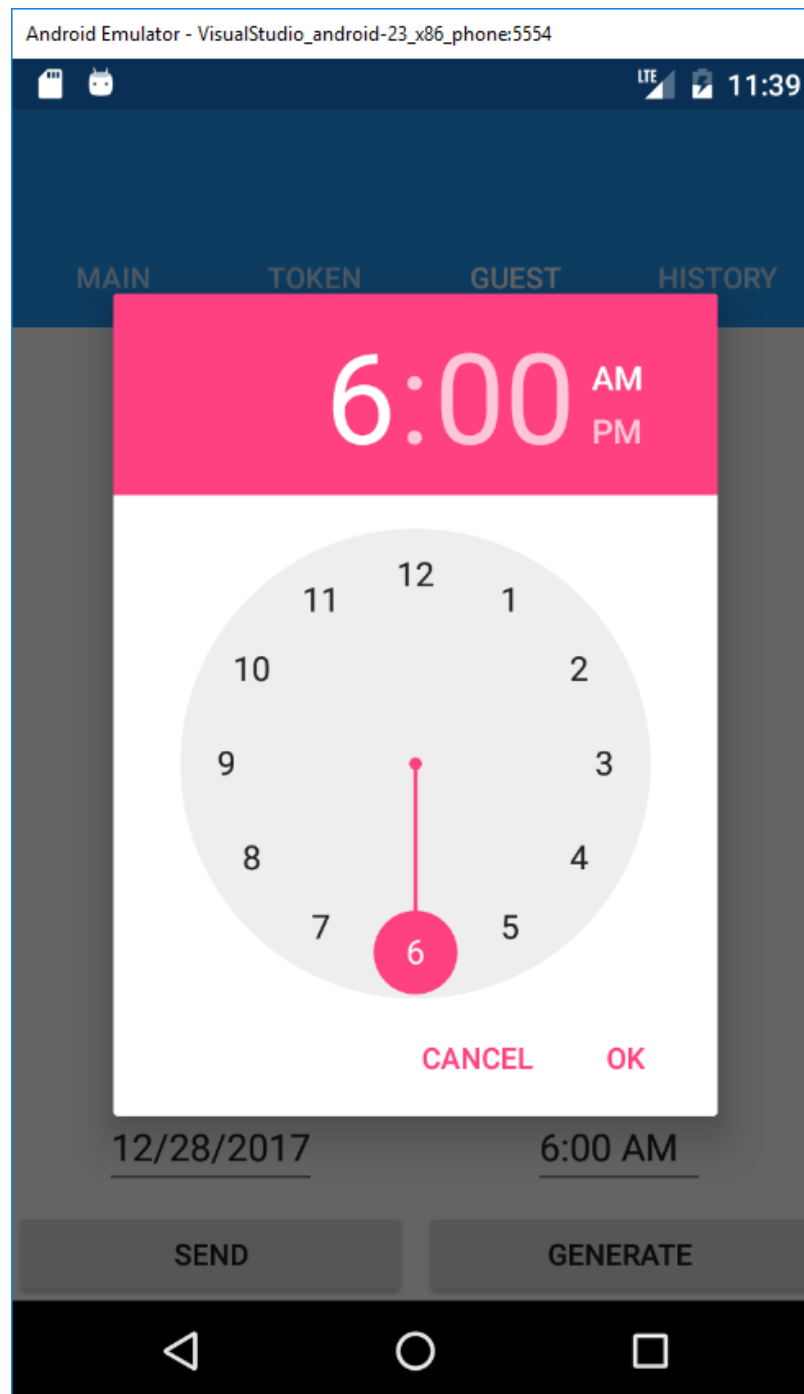 Android Emulator - VisualStudio_android-23_x86_phone:5554
LTE 11:39
MAIN TOKEN GUEST HISTORY
6:00 AM
PM
12
11 1
10 2
9 3
8 4
7 5
6
CANCEL OK
12/28/2017 6:00 AM
SEND GENERATE